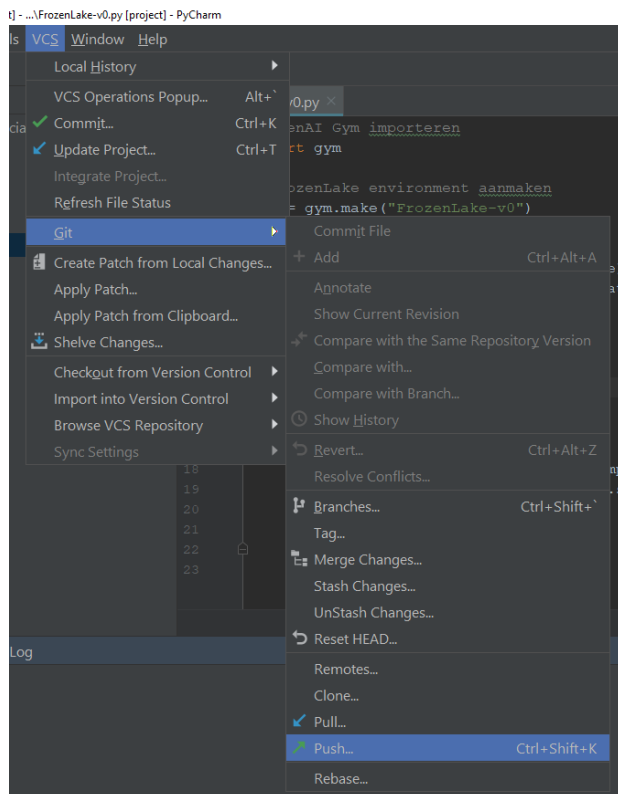 t] - ...\FrozenLake-v0.py [project] - PyCharm
ls VCS Window Help
Local History
VCS Operations Popup... Alt+`
Commit... Ctrl+K
Update Project... Ctrl+T
Integrate Project...
Refresh File Status
Git
Create Patch from Local Changes...
Apply Patch...
Apply Patch from Clipboard...
Shelve Changes...
Checkout from Version Control
Import into Version Control
Browse VCS Repository
Sync Settings
v0.py
enAI Gym importeren
rt gym
ozenLake environment aanmaken
= gym.make("FrozenLake-v0")
Commit File
Add Ctrl+Alt+A
Annotate
Show Current Revision
Compare with the Same Repository Version
Compare with...
Compare with Branch...
Show History
Revert... Ctrl+Alt+Z
Resolve Conflicts...
Branches... Ctrl+Shift+`
Tag...
Merge Changes...
Stash Changes...
UnStash Changes...
Reset HEAD...
Remotes...
Clone...
Pull...
Push... Ctrl+Shift+K
Rebase...
18
19
20
21
22
23
Log